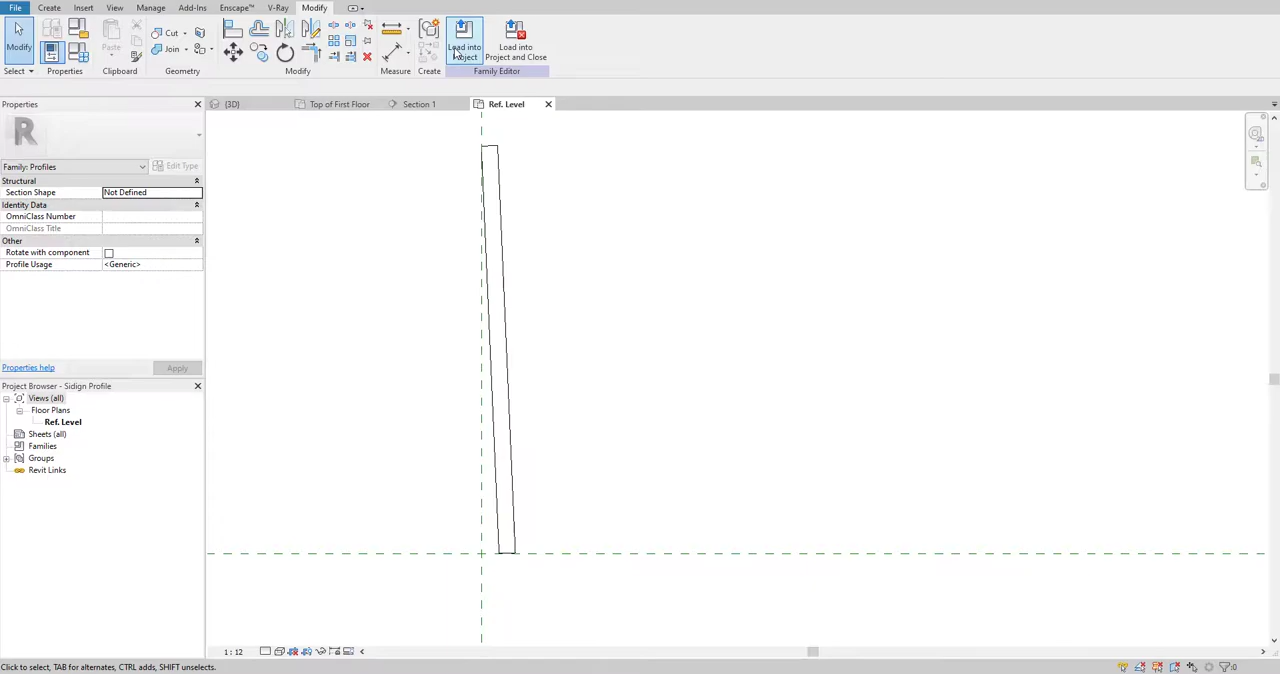 File Create Insert View Manage Add-Ins Enscape™ V-Ray Modify
Modify Paste Cut Join Load into Project Load into Project and Close
Select Properties Clipboard Geometry Modify Measure Create Family Editor
Properties
(3D) Top of First Floor Section 1 Ref. Level
R
Family: Profiles Edit Type
Structural
Section Shape Not Defined
Identity Data
OmniClass Number
OmniClass Title
Other
Rotate with component
Profile Usage <Generic>
Properties help Apply
Project Browser - Sidign Profile
Views (all)
Floor Plans
Ref. Level
Sheets (all)
Families
Groups
Revit Links
1 : 12
Click to select, TAB for alternates, CTRL adds, SHIFT unselects.
:0